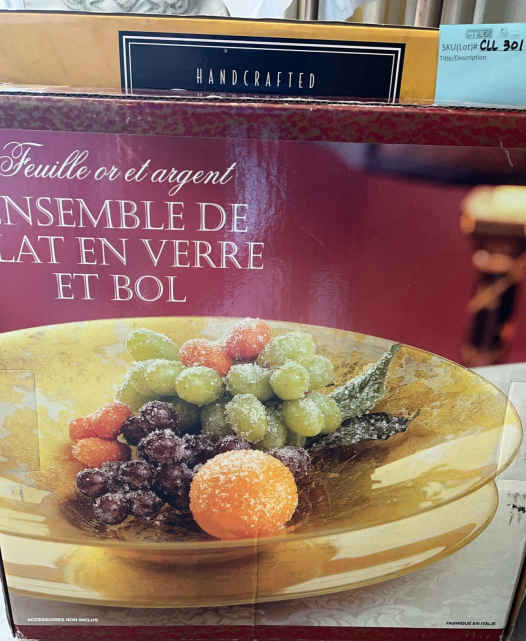 HANDCRAFTED
SKU(Lot)# CLL 301
Title/Description
Feuille or et argent
ENSEMBLE DE
LAT EN VERRE
ET BOL
ACCESSOIRES NON INCLUS
FABRIQUÉ EN ITALIE